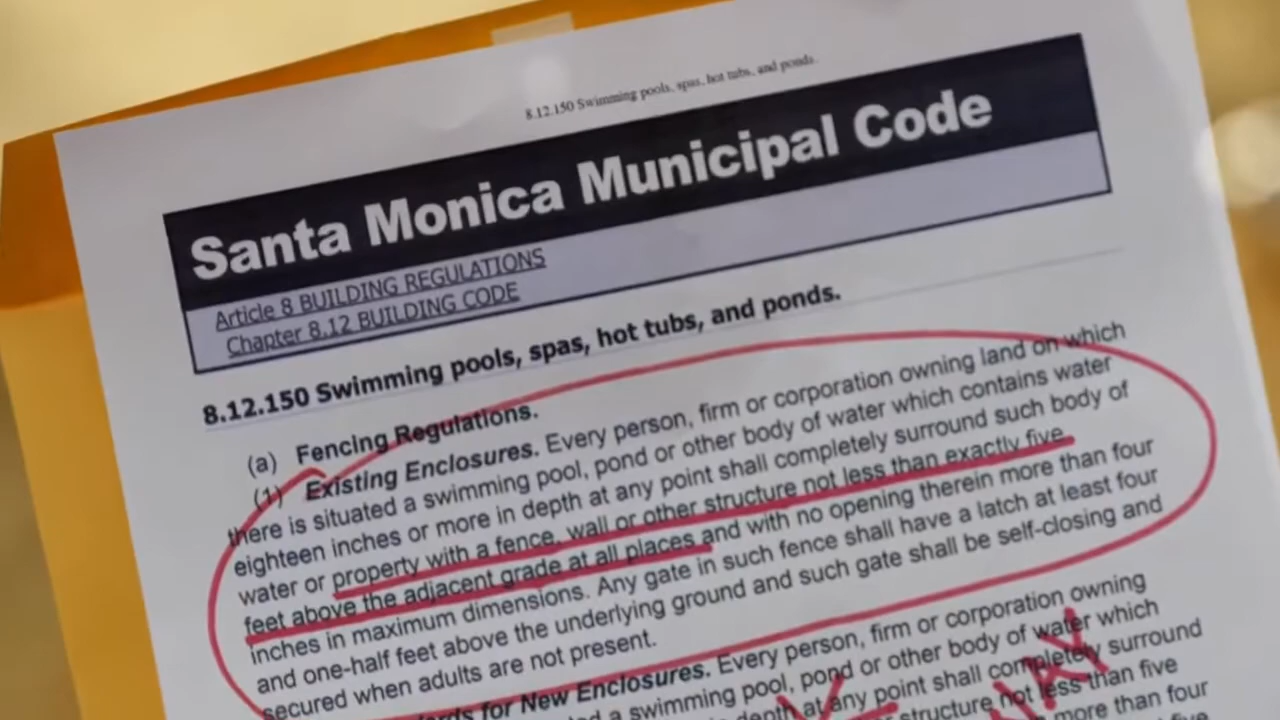 8.12.150 Swimming pools, spas, hot tubs, and ponds.
Santa Monica Municipal Code
Article 8 BUILDING REGULATIONS
Chapter 8.12 BUILDING CODE
8.12.150 Swimming pools, spas, hot tubs, and ponds.
(a) Fencing Regulations.
(1) Existing Enclosures. Every person, firm or corporation owning land on which
there is situated a swimming pool, pond or other body of water which contains water
eighteen inches or more in depth at any point shall completely surround such body of
water or property with a fence, wall or other structure not less than exactly five
feet above the adjacent grade at all places and with no opening therein more than four
inches in maximum dimensions. Any gate in such fence shall have a latch at least four
and one-half feet above the underlying ground and such gate shall be self-closing and
secured when adults are not present.
for New Enclosures. Every person, firm or corporation owning
a swimming pool, pond or other body of water which
depth at any point shall completely surround
structure not less than five
more than four